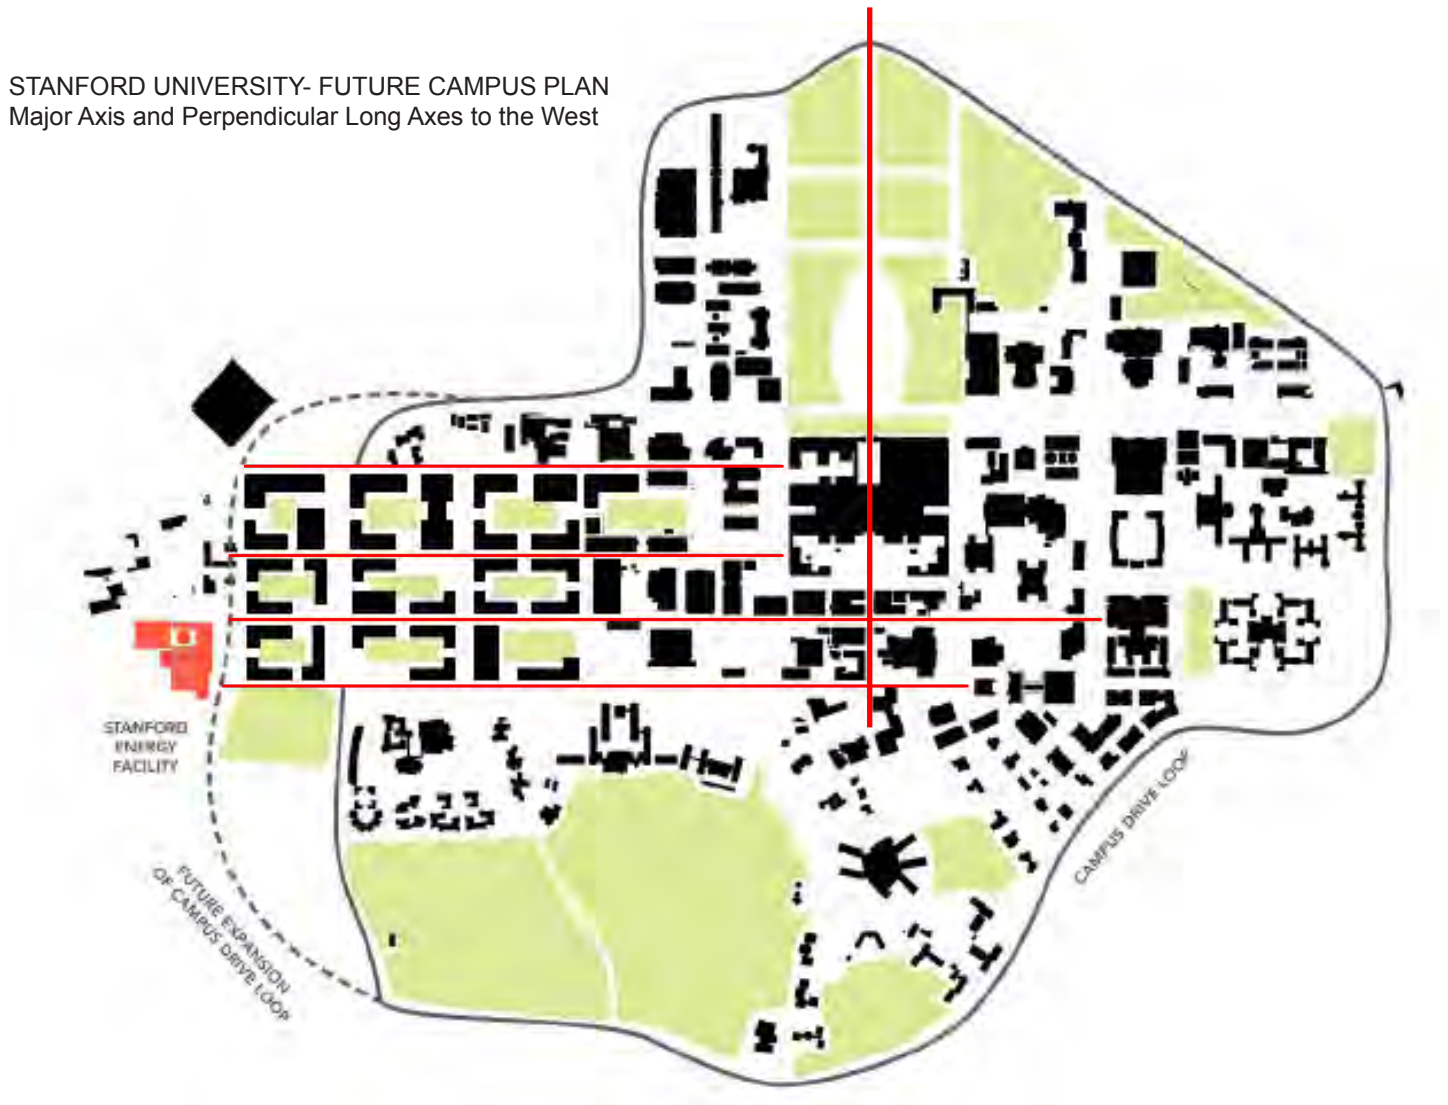 STANFORD UNIVERSITY- FUTURE CAMPUS PLAN
Major Axis and Perpendicular Long Axes to the West
STANFORD
ENERGY
FACILITY
FUTURE EXPANSION
OF CAMPUS DRIVE LOOP
CAMPUS DRIVE LOOP